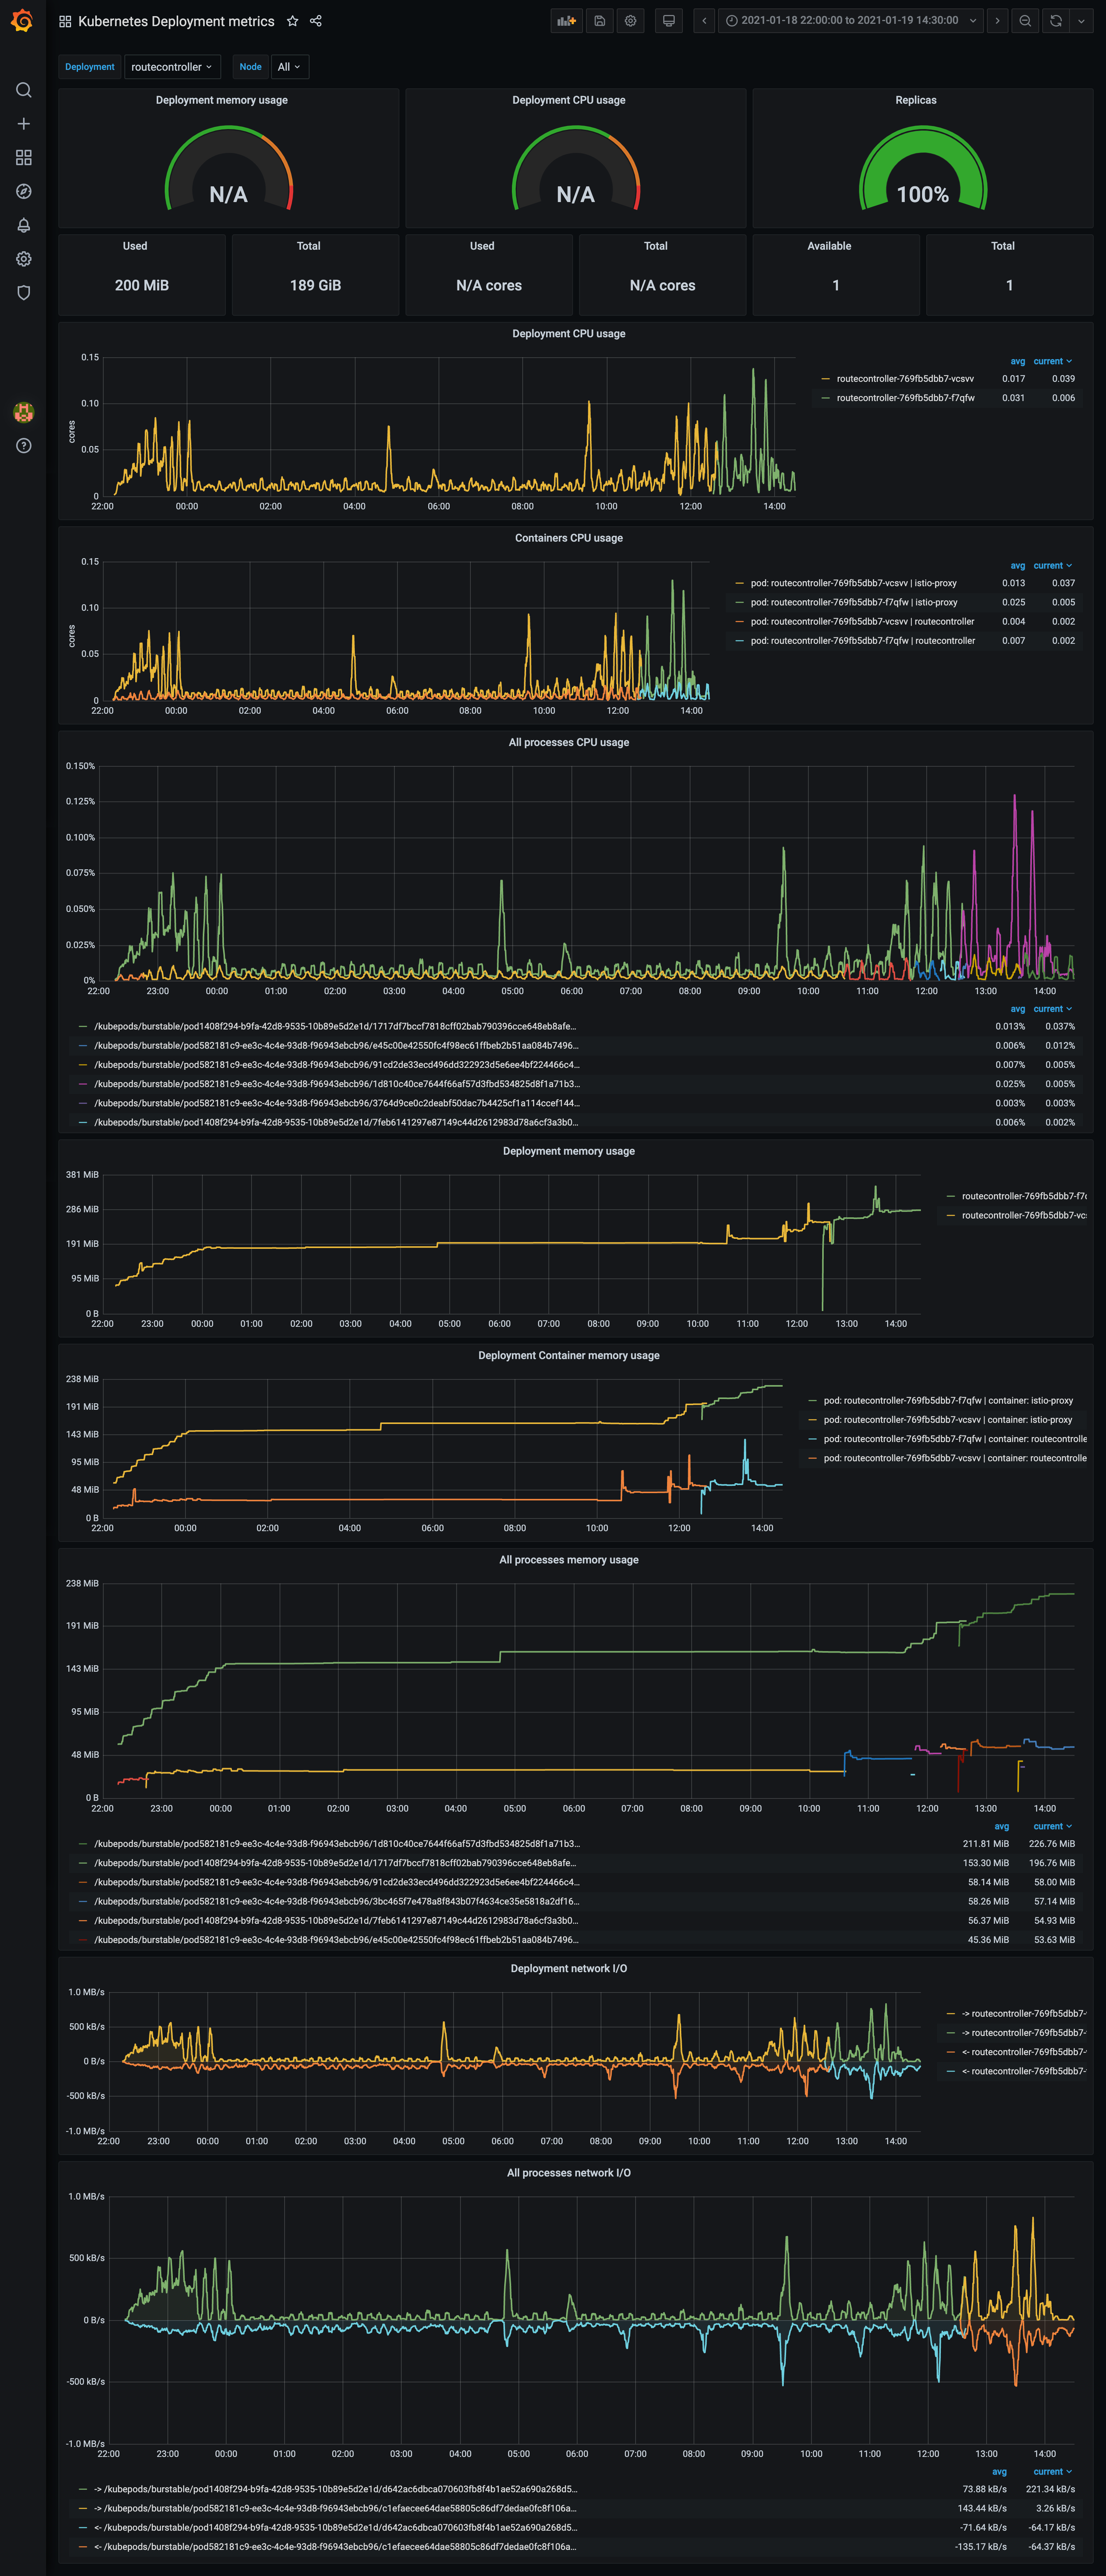 Kubernetes Deployment metrics
2021-01-18 22:00:00 to 2021-01-19 14:30:00
Deployment routecontroller Node All
Deployment memory usage Deployment CPU usage Replicas
N/A N/A 100%
Used Total Used Total Available Total
200 MiB 189 GiB N/A cores N/A cores 1 1
Deployment CPU usage
cores
0.15
0.10
0.05
0
22:00 00:00 02:00 04:00 06:00 08:00 10:00 12:00 14:00
avg current
routecontroller-769fb5dbb7-vcsvv 0.017 0.039
routecontroller-769fb5dbb7-f7qfw 0.031 0.006
Containers CPU usage
cores
0.15
0.10
0.05
0
22:00 00:00 02:00 04:00 06:00 08:00 10:00 12:00 14:00
avg current
pod: routecontroller-769fb5dbb7-vcsvv | istio-proxy 0.013 0.037
pod: routecontroller-769fb5dbb7-f7qfw | istio-proxy 0.025 0.005
pod: routecontroller-769fb5dbb7-vcsvv | routecontroller 0.004 0.002
pod: routecontroller-769fb5dbb7-f7qfw | routecontroller 0.007 0.002
All processes CPU usage
0.150%
0.125%
0.100%
0.075%
0.050%
0.025%
0%
22:00 23:00 00:00 01:00 02:00 03:00 04:00 05:00 06:00 07:00 08:00 09:00 10:00 11:00 12:00 13:00 14:00
avg current
/kubepods/burstable/pod1408f294-b9fa-42d8-9535-10b89e5d2e1d/1717df7bccf7818cff02bab790396cce648eb8afe... 0.013% 0.037%
/kubepods/burstable/pod582181c9-ee3c-4c4e-93d8-f96943ebcb96/e45c00e42550fc4f98ec61ffbeb2b51aa084b7496... 0.006% 0.012%
/kubepods/burstable/pod582181c9-ee3c-4c4e-93d8-f96943ebcb96/91cd2de33ecd496dd322923d5e6ee4bf224466c4... 0.007% 0.005%
/kubepods/burstable/pod582181c9-ee3c-4c4e-93d8-f96943ebcb96/1d810c40ce7644f66af57d3fbd534825d8f1a71b3... 0.025% 0.005%
/kubepods/burstable/pod582181c9-ee3c-4c4e-93d8-f96943ebcb96/3764d9ce0c2deabf50dac7b4425cf1a114ccef144... 0.003% 0.003%
/kubepods/burstable/pod1408f294-b9fa-42d8-9535-10b89e5d2e1d/7feb6141297e87149c44d2612983d78a6cf3a3b0... 0.006% 0.002%
Deployment memory usage
381 MiB
286 MiB
191 MiB
95 MiB
0 B
22:00 23:00 00:00 01:00 02:00 03:00 04:00 05:00 06:00 07:00 08:00 09:00 10:00 11:00 12:00 13:00 14:00
routecontroller-769fb5dbb7-f7
routecontroller-769fb5dbb7-vc
Deployment Container memory usage
238 MiB
191 MiB
143 MiB
95 MiB
48 MiB
0 B
22:00 00:00 02:00 04:00 06:00 08:00 10:00 12:00 14:00
pod: routecontroller-769fb5dbb7-f7qfw | container: istio-proxy
pod: routecontroller-769fb5dbb7-vcsvv | container: istio-proxy
pod: routecontroller-769fb5dbb7-f7qfw | container: routecontrolle
pod: routecontroller-769fb5dbb7-vcsvv | container: routecontrolle
All processes memory usage
238 MiB
191 MiB
143 MiB
95 MiB
48 MiB
0 B
22:00 23:00 00:00 01:00 02:00 03:00 04:00 05:00 06:00 07:00 08:00 09:00 10:00 11:00 12:00 13:00 14:00
avg current
/kubepods/burstable/pod582181c9-ee3c-4c4e-93d8-f96943ebcb96/1d810c40ce7644f66af57d3fbd534825d8f1a71b3... 211.81 MiB 226.76 MiB
/kubepods/burstable/pod1408f294-b9fa-42d8-9535-10b89e5d2e1d/1717df7bccf7818cff02bab790396cce648eb8afe... 153.30 MiB 196.76 MiB
/kubepods/burstable/pod582181c9-ee3c-4c4e-93d8-f96943ebcb96/91cd2de33ecd496dd322923d5e6ee4bf224466c4... 58.14 MiB 58.00 MiB
/kubepods/burstable/pod582181c9-ee3c-4c4e-93d8-f96943ebcb96/3bc465f7e478a8f843b07f4634ce35e5818a2df16... 58.26 MiB 57.14 MiB
/kubepods/burstable/pod1408f294-b9fa-42d8-9535-10b89e5d2e1d/7feb6141297e87149c44d2612983d78a6cf3a3b0... 56.37 MiB 54.93 MiB
/kubepods/burstable/pod582181c9-ee3c-4c4e-93d8-f96943ebcb96/e45c00e42550fc4f98ec61ffbeb2b51aa084b7496... 45.36 MiB 53.63 MiB
Deployment network I/O
1.0 MB/s
500 kB/s
0 B/s
-500 kB/s
-1.0 MB/s
22:00 23:00 00:00 01:00 02:00 03:00 04:00 05:00 06:00 07:00 08:00 09:00 10:00 11:00 12:00 13:00 14:00
-> routecontroller-769fb5dbb7-
-> routecontroller-769fb5dbb7-
<- routecontroller-769fb5dbb7-
<- routecontroller-769fb5dbb7-
All processes network I/O
1.0 MB/s
500 kB/s
0 B/s
-500 kB/s
-1.0 MB/s
22:00 23:00 00:00 01:00 02:00 03:00 04:00 05:00 06:00 07:00 08:00 09:00 10:00 11:00 12:00 13:00 14:00
avg current
-> /kubepods/burstable/pod1408f294-b9fa-42d8-9535-10b89e5d2e1d/d642ac6dbca070603fb8f4b1ae52a690a268d5... 73.88 kB/s 221.34 kB/s
-> /kubepods/burstable/pod582181c9-ee3c-4c4e-93d8-f96943ebcb96/c1efaecee64dae58805c86df7dedae0fc8f106a... 143.44 kB/s 3.26 kB/s
<- /kubepods/burstable/pod1408f294-b9fa-42d8-9535-10b89e5d2e1d/d642ac6dbca070603fb8f4b1ae52a690a268d5... -71.64 kB/s -64.17 kB/s
<- /kubepods/burstable/pod582181c9-ee3c-4c4e-93d8-f96943ebcb96/c1efaecee64dae58805c86df7dedae0fc8f106a... -135.17 kB/s -64.37 kB/s